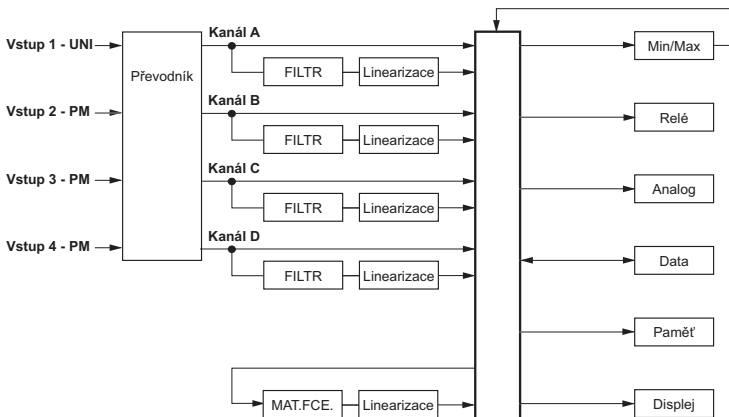 Kanál A
Vstup 1 - UNI
Min/Max
Převodník
FILTR
Linearizace
Kanál B
Vstup 2 - PM
Relé
FILTR
Linearizace
Kanál C
Vstup 3 - PM
Analog
FILTR
Linearizace
Kanál D
Vstup 4 - PM
Data
FILTR
Linearizace
Paměť
MAT.FCE.
Linearizace
Displej